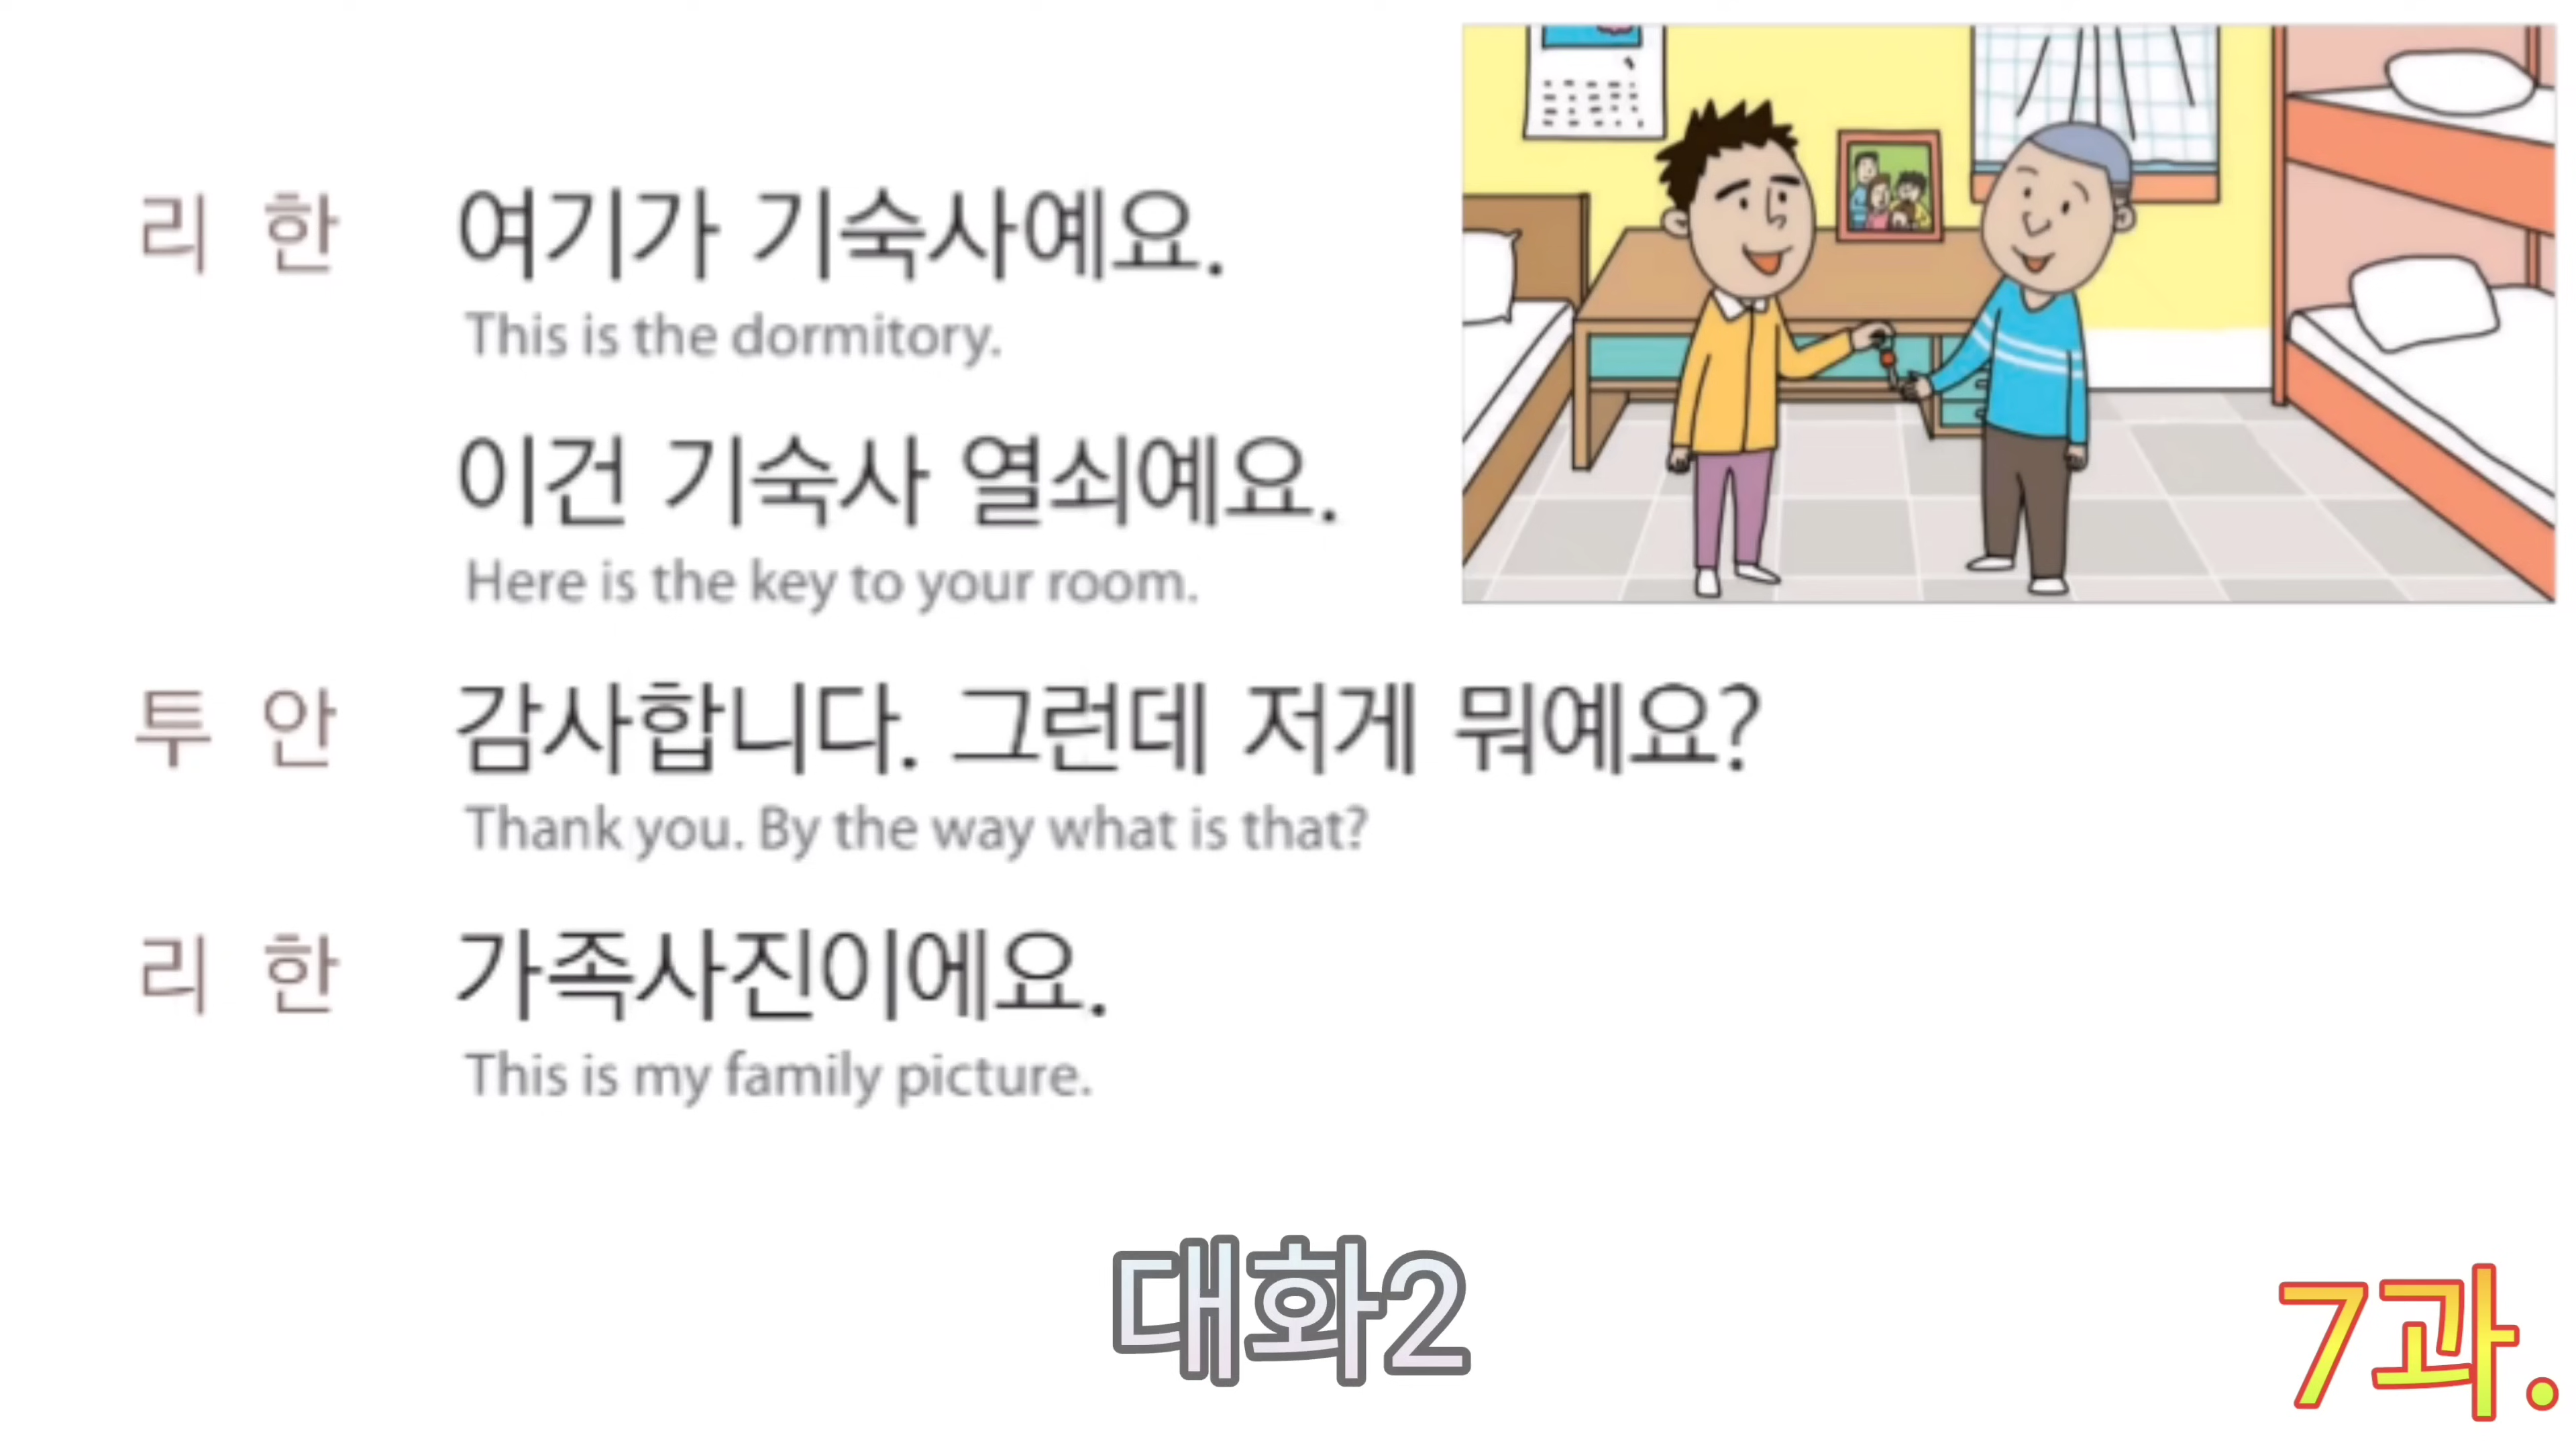 리 한 여기가 기숙사예요.
This is the dormitory.
이건 기숙사 열쇠예요.
Here is the key to your room.
투 안 감사합니다. 그런데 저게 뭐예요?
Thank you. By the way what is that?
리 한 가족사진이에요.
This is my family picture.
대화2
7과.